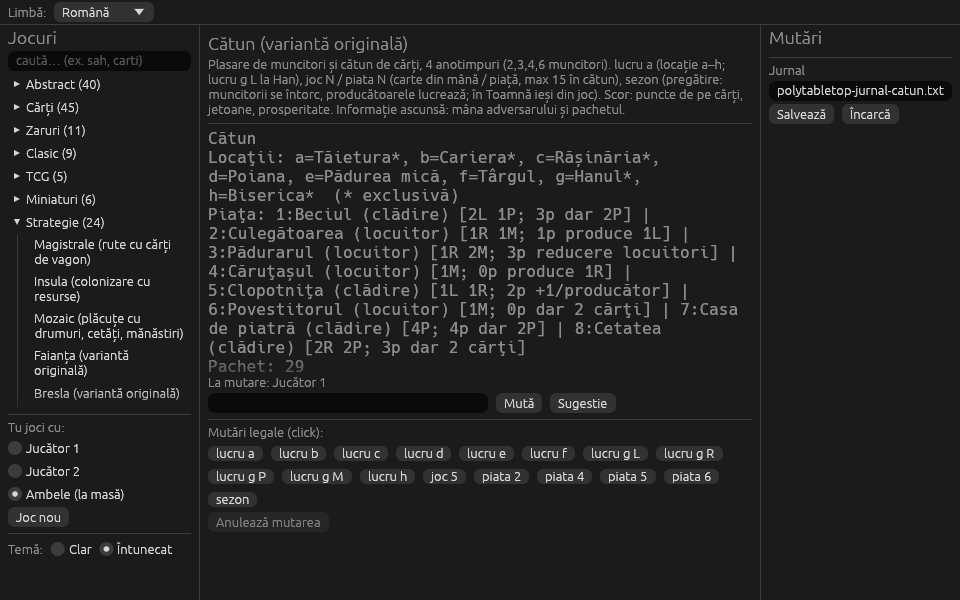 Limbă: Română
Jocuri
caută... (ex. sah, carti)
Abstract (40)
Cărți (45)
Zaruri (11)
Clasic (9)
TCG (5)
Miniaturi (6)
Strategie (24)
Magistrale (rute cu cărți
de vagon)
Insula (colonizare cu
resurse)
Mozaic (plăcuțe cu
drumuri, cetăți, mănăstiri)
Faianța (variantă
originală)
Bresla (variantă originală)
Tu joci cu:
Jucător 1
Jucător 2
Ambele (la masă)
Joc nou
Temă: Clar Întunecat
Cătun (variantă originală)
Plasare de muncitori și cătun de cărți, 4 anotimpuri (2,3,4,6 muncitori). lucru a (locație a–h;
lucru g L la Han), joc N / piata N (carte din mână / piață, max 15 în cătun), sezon (pregătire:
muncitorii se întorc, producătoarele lucrează; în Toamnă ieși din joc). Scor: puncte de pe cărți,
jetoane, prosperitate. Informație ascunsă: mâna adversarului și pachetul.
Cătun
Locații: a=Tăietura*, b=Cariera*, c=Rășinăria*,
d=Poiana, e=Pădurea mică, f=Târgul, g=Hanul*,
h=Biserica*  (* exclusivă)
Piața: 1:Beciul (clădire) [2L 1P; 3p dar 2P] |
2:Culegătoarea (locuitor) [1R 1M; 1p produce 1L] |
3:Pădurarul (locuitor) [1R 2M; 3p reducere locuitori] |
4:Căruțașul (locuitor) [1M; 0p produce 1R] |
5:Clopotnița (clădire) [1L 1R; 2p +1/producător] |
6:Povestitorul (locuitor) [1M; 0p dar 2 cărți] | 7:Casa
de piatră (clădire) [4P; 4p dar 2P] | 8:Cetatea
(clădire) [2R 2P; 3p dar 2 cărți]
Pachet: 29
La mutare: Jucător 1
Mută Sugestie
Mutări legale (click):
lucru a lucru b lucru c lucru d lucru e lucru f lucru g L lucru g R
lucru g P lucru g M lucru h joc 5 piata 2 piata 4 piata 5 piata 6
sezon
Anulează mutarea
Mutări
Jurnal
polytabletop-jurnal-catun.txt
Salvează Încarcă